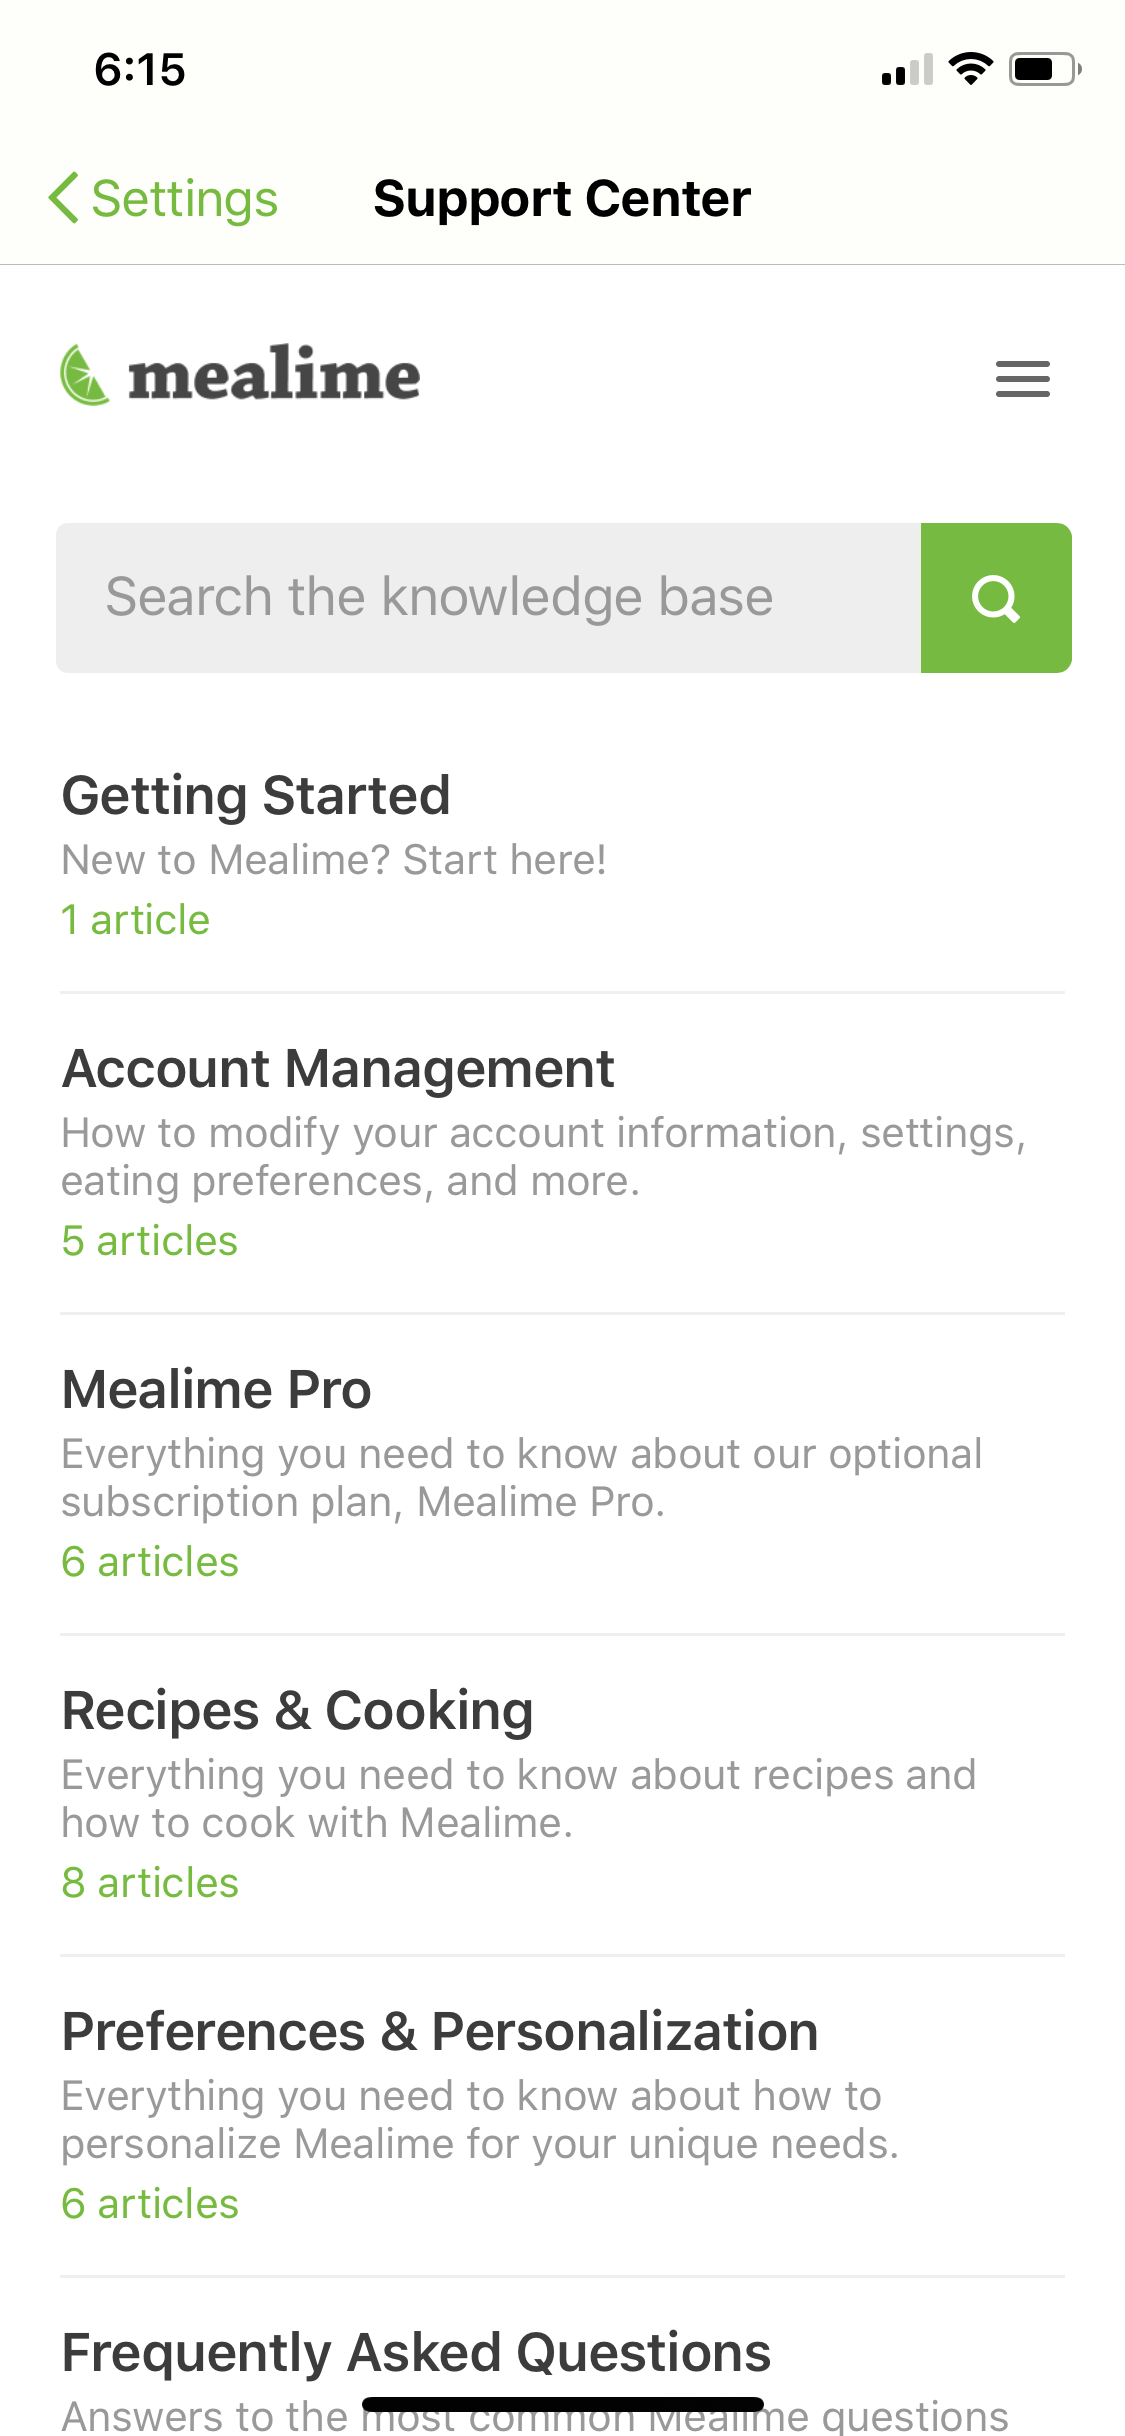 6:15
Settings
Support Center
mealime
Search the knowledge base
Getting Started
New to Mealime? Start here!
1 article
Account Management
How to modify your account information, settings,
eating preferences, and more.
5 articles
Mealime Pro
Everything you need to know about our optional
subscription plan, Mealime Pro.
6 articles
Recipes & Cooking
Everything you need to know about recipes and
how to cook with Mealime.
8 articles
Preferences & Personalization
Everything you need to know about how to
personalize Mealime for your unique needs.
6 articles
Frequently Asked Questions
Answers to the most common Mealime questions